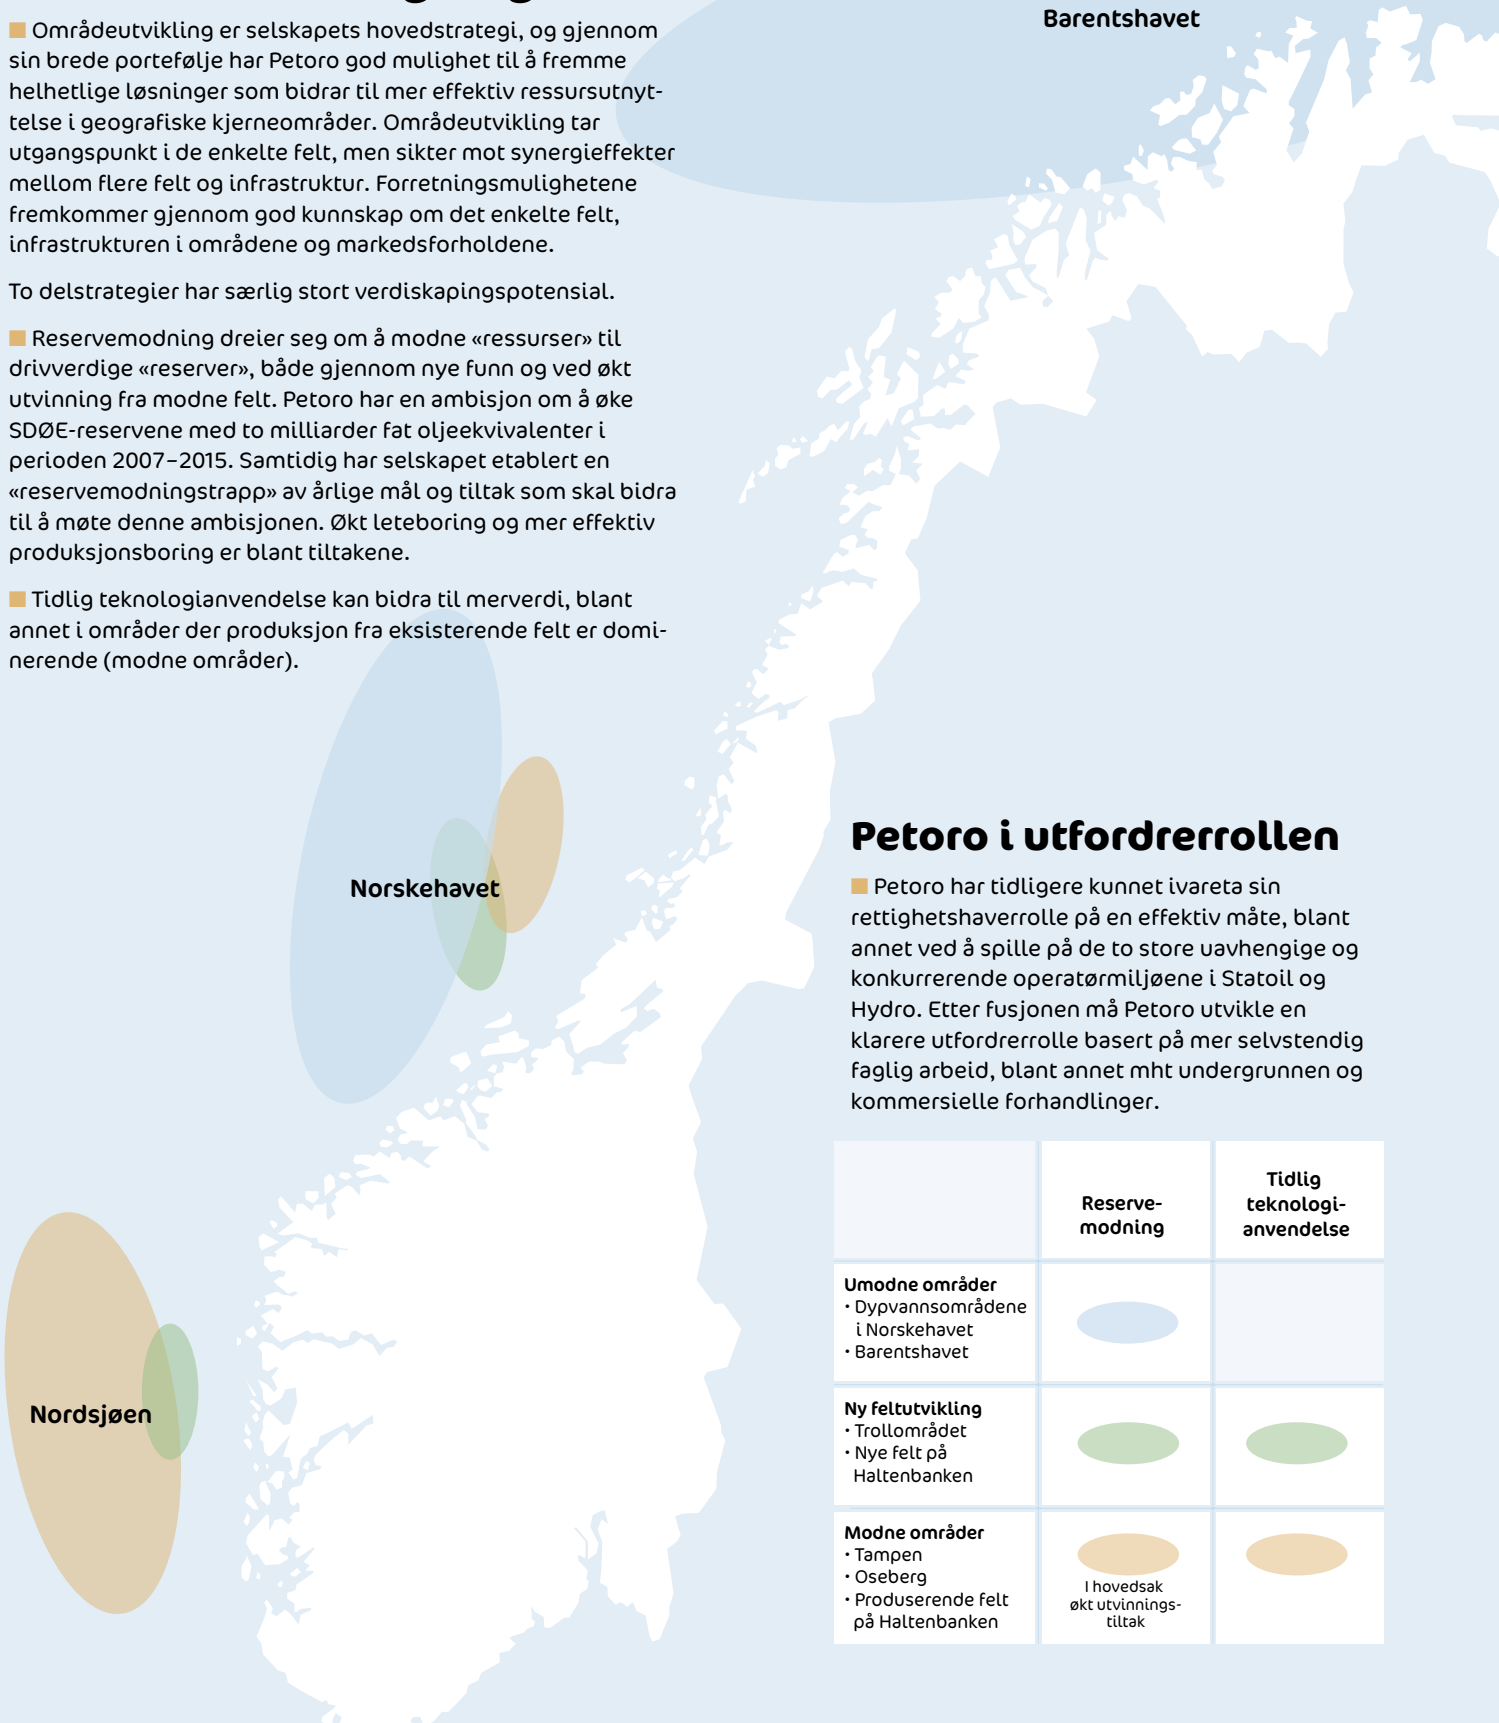 Områdeutvikling er selskapets hovedstrategi, og gjennom
sin brede portefølje har Petoro god mulighet til å fremme
helhetlige løsninger som bidrar til mer effektiv ressursutnyt-
telse i geografiske kjerneområder. Områdeutvikling tar
utgangspunkt i de enkelte felt, men sikter mot synergieffekter
mellom flere felt og infrastruktur. Forretningsmulighetene
fremkommer gjennom god kunnskap om det enkelte felt,
infrastrukturen i områdene og markedsforholdene.
To delstrategier har særlig stort verdiskapingspotensial.
Reservemodning dreier seg om å modne «ressurser» til
drivverdige «reserver», både gjennom nye funn og ved økt
utvinning fra modne felt. Petoro har en ambisjon om å øke
SDØE-reservene med to milliarder fat oljeekvivalenter i
perioden 2007–2015. Samtidig har selskapet etablert en
«reservemodningstrapp» av årlige mål og tiltak som skal bidra
til å møte denne ambisjonen. Økt leteboring og mer effektiv
produksjonsboring er blant tiltakene.
Tidlig teknologianvendelse kan bidra til merverdi, blant
annet i områder der produksjon fra eksisterende felt er domi-
nerende (modne områder).
Barentshavet
Norskehavet
Nordsjøen
Petoro i utfordrerrollen
Petoro har tidligere kunnet ivareta sin
rettighetshaverrolle på en effektiv måte, blant
annet ved å spille på de to store uavhengige og
konkurrerende operatørmiljøene i Statoil og
Hydro. Etter fusjonen må Petoro utvikle en
klarere utfordrerrolle basert på mer selvstendig
faglig arbeid, blant annet mht undergrunnen og
kommersielle forhandlinger.
Reserve-
modning
Tidlig
teknologi-
anvendelse
Umodne områder
• Dypvannsområdene
i Norskehavet
• Barentshavet
Ny feltutvikling
• Trollområdet
• Nye felt på
Haltenbanken
Modne områder
• Tampen
• Oseberg
• Produserende felt
på Haltenbanken
I hovedsak
økt utvinnings-
tiltak